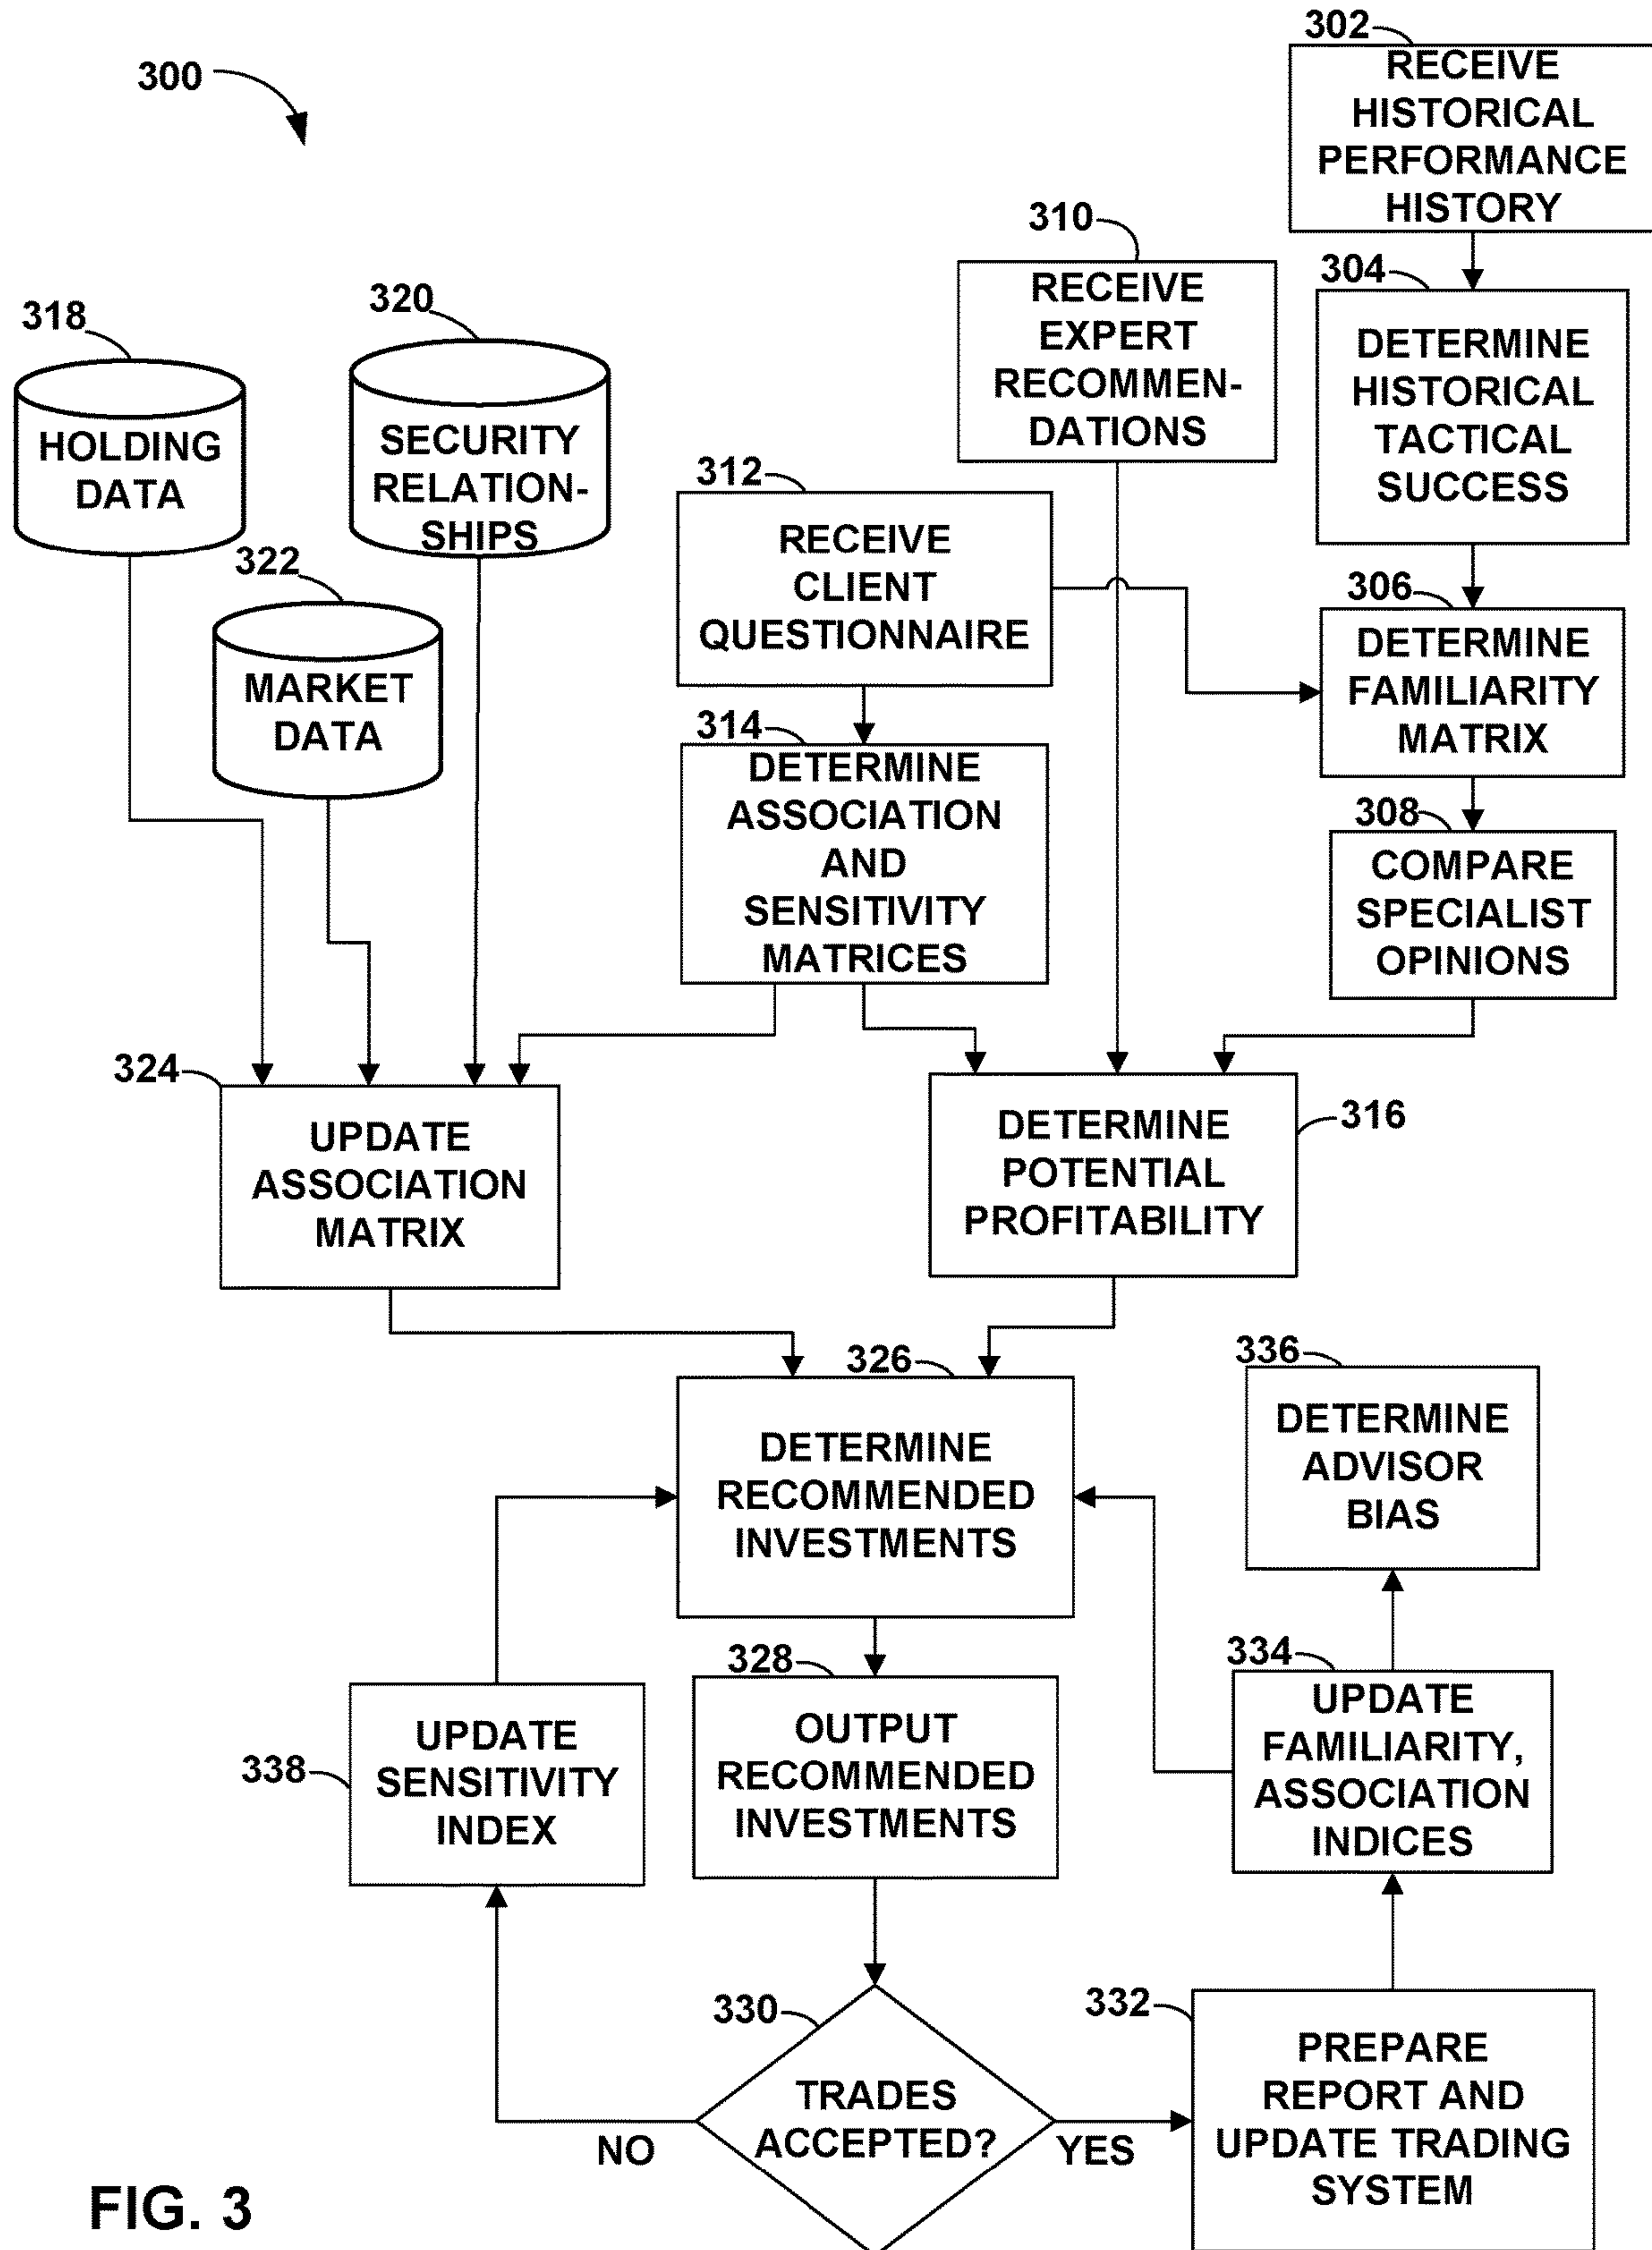 300
302
RECEIVE
HISTORICAL
PERFORMANCE
HISTORY
304
DETERMINE
HISTORICAL
TACTICAL
SUCCESS
306
DETERMINE
FAMILIARITY
MATRIX
308
COMPARE
SPECIALIST
OPINIONS
310
RECEIVE
EXPERT
RECOMMEN-
DATIONS
312
RECEIVE
CLIENT
QUESTIONNAIRE
314
DETERMINE
ASSOCIATION
AND
SENSITIVITY
MATRICES
316
DETERMINE
POTENTIAL
PROFITABILITY
318
HOLDING
DATA
320
SECURITY
RELATION-
SHIPS
322
MARKET
DATA
324
UPDATE
ASSOCIATION
MATRIX
326
DETERMINE
RECOMMENDED
INVESTMENTS
328
OUTPUT
RECOMMENDED
INVESTMENTS
330
TRADES
ACCEPTED?
NO
YES
332
PREPARE
REPORT AND
UPDATE TRADING
SYSTEM
334
UPDATE
FAMILIARITY,
ASSOCIATION
INDICES
336
DETERMINE
ADVISOR
BIAS
338
UPDATE
SENSITIVITY
INDEX
FIG. 3